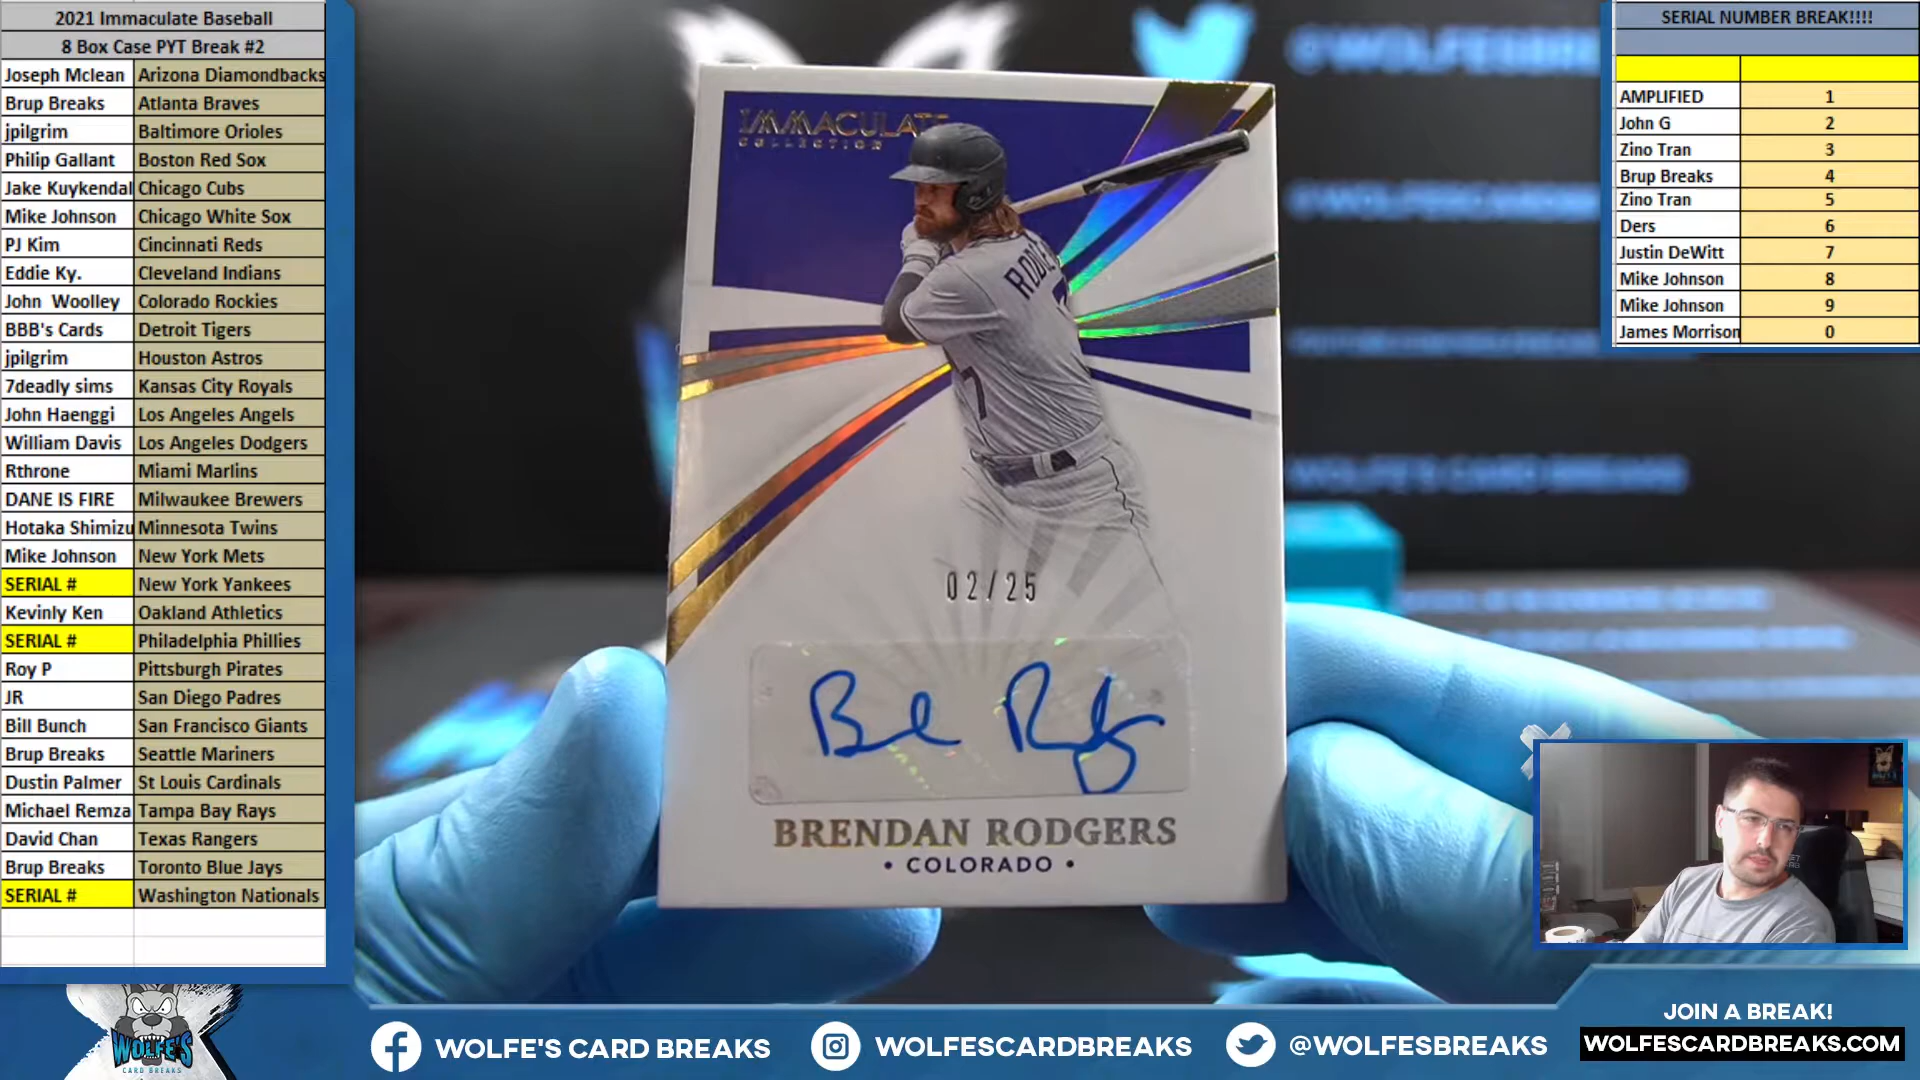 2021 Immaculate Baseball
8 Box Case PYT Break #2
Joseph Mclean Arizona Diamondbacks
Brup Breaks Atlanta Braves
jpilgrim Baltimore Orioles
Philip Gallant Boston Red Sox
Jake Kuykendal Chicago Cubs
Mike Johnson Chicago White Sox
PJ Kim Cincinnati Reds
Eddie Ky. Cleveland Indians
John Woolley Colorado Rockies
BBB's Cards Detroit Tigers
jpilgrim Houston Astros
7deadly sims Kansas City Royals
John Haenggi Los Angeles Angels
William Davis Los Angeles Dodgers
Rthrone Miami Marlins
DANE IS FIRE Milwaukee Brewers
Hotaka Shimizu Minnesota Twins
Mike Johnson New York Mets
SERIAL # New York Yankees
Kevinly Ken Oakland Athletics
SERIAL # Philadelphia Phillies
Roy P Pittsburgh Pirates
JR San Diego Padres
Bill Bunch San Francisco Giants
Brup Breaks Seattle Mariners
Dustin Palmer St Louis Cardinals
Michael Remza Tampa Bay Rays
David Chan Texas Rangers
Brup Breaks Toronto Blue Jays
SERIAL # Washington Nationals
IMMACULATE
COLLECTION
7
02/25
BRENDAN RODGERS
• COLORADO •
WOLFE'S CARD BREAKS
SERIAL NUMBER BREAK!!!!
AMPLIFIED 1
John G 2
Zino Tran 3
Brup Breaks 4
Zino Tran 5
Ders 6
Justin DeWitt 7
Mike Johnson 8
Mike Johnson 9
James Morrison 0
WOLFE'S
CARD BREAKS
WOLFE'S CARD BREAKS
WOLFESCARDBREAKS
@WOLFESBREAKS
JOIN A BREAK!
WOLFESCARDBREAKS.COM